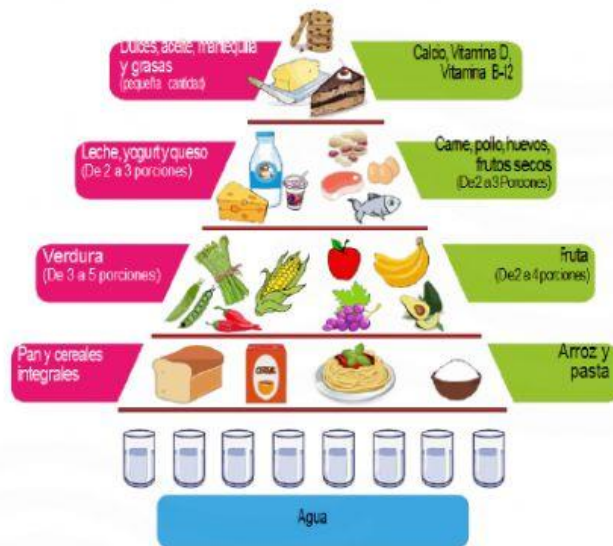 Dulces, aceite, mantequilla
y grasas
(pequeña cantidad)
Calcio, Vitamina D,
Vitamina B-12
Leche, yogurt y queso
(De 2 a 3 porciones)
Carne, pollo, huevos,
frutos secos
(De 2 a 3 Porciones)
Verdura
(De 3 a 5 porciones)
Fruta
(De 2 a 4 porciones)
Pan y cereales
integrales
CEREAL
Arroz y
pasta
Agua